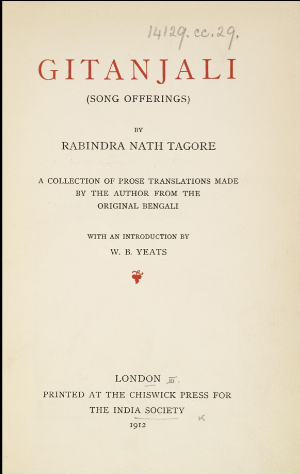 14129.cc.29.
GITANJALI
(SONG OFFERINGS)
BY
RABINDRA NATH TAGORE
A COLLECTION OF PROSE TRANSLATIONS MADE
BY THE AUTHOR FROM THE
ORIGINAL BENGALI
WITH AN INTRODUCTION BY
W. B. YEATS
LONDON
PRINTED AT THE CHISWICK PRESS FOR
THE INDIA SOCIETY
1912